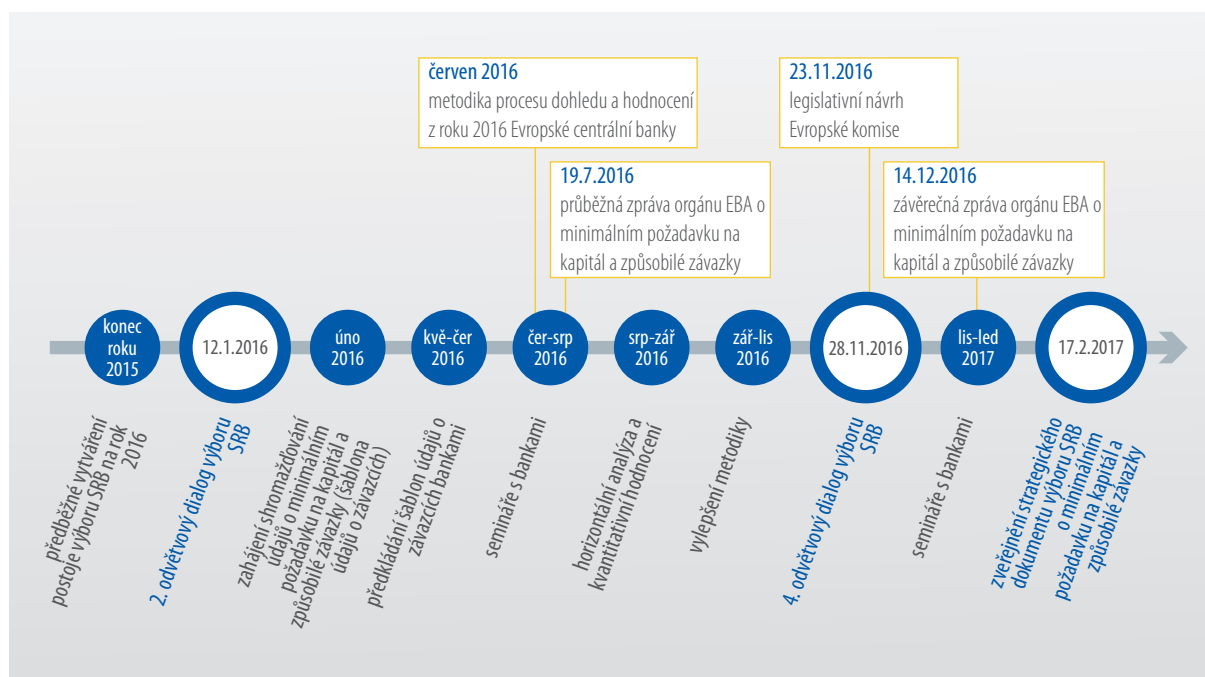 červen 2016
metodika procesu dohledu a hodnocení
z roku 2016 Evropské centrální banky
23.11.2016
legislativní návrh
Evropské komise
19.7.2016
průběžná zpráva orgánu EBA o
minimálním požadavku na
kapitál a způsobilé závazky
14.12.2016
závěrečná zpráva orgánu EBA o
minimálním požadavku na
kapitál a způsobilé závazky
konec
roku
2015
12.1.2016
úno
2016
kvě-čer
2016
čer-srp
2016
srp-zář
2016
zář-lis
2016
28.11.2016
lis-led
2017
17.2.2017
předběžné vytváření
postoje výboru SRB na rok
2016
2. odvětvový dialog výboru
SRB
zahájení shromažďování
údajů o minimálním
požadavku na kapitál a
způsobilé závazky (šablona
údajů o závazcích)
předkládání šablon údajů o
závazcích bankami
semináře s bankami
horizontální analýza a
kvantitativní hodnocení
vylepšení metodiky
4. odvětvový dialog výboru
SRB
semináře s bankami
zveřejnění strategického
dokumentu výboru SRB
o minimálním
požadavku na kapitál a
způsobilé závazky